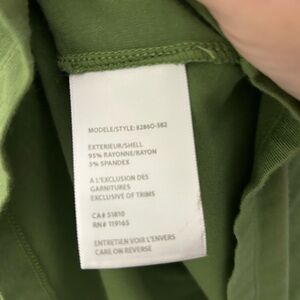 MODELE/STYLE: 8286O-582
EXTERIEUR/SHELL
95% RAYONNE/RAYON
5% SPANDEX
A L'EXCLUSION DES
GARNITURES
EXCLUSIVE OF TRIMS
CA# 51810
RN# 119165
ENTRETIEN VOIR L'ENVERS
CARE ON REVERSE